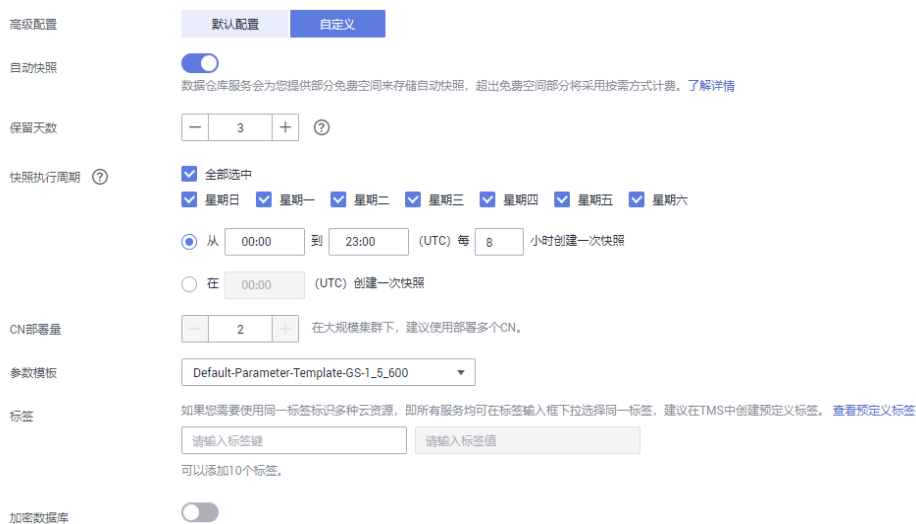 高级配置 默认配置 自定义
自动快照
数据仓库服务会为您提供部分免费空间来存储自动快照，超出免费空间部分将采用按需方式计费。了解详情
保留天数 － 3 ＋ ?
快照执行周期 ? 全部选中
星期日 星期一 星期二 星期三 星期四 星期五 星期六
从 00:00 到 23:00 （UTC）每 8 小时创建一次快照
在 00:00 （UTC）创建一次快照
CN部署量 － 2 ＋ 在大规模集群下，建议使用部署多个CN。
参数模板 Default-Parameter-Template-GS-1_5_600
标签 如果您需要使用同一标签标识多种云资源，即所有服务均可在标签输入框下拉选择同一标签，建议在TMS中创建预定义标签。 查看预定义标签
请输入标签键 请输入标签值
可以添加10个标签。
加密数据库